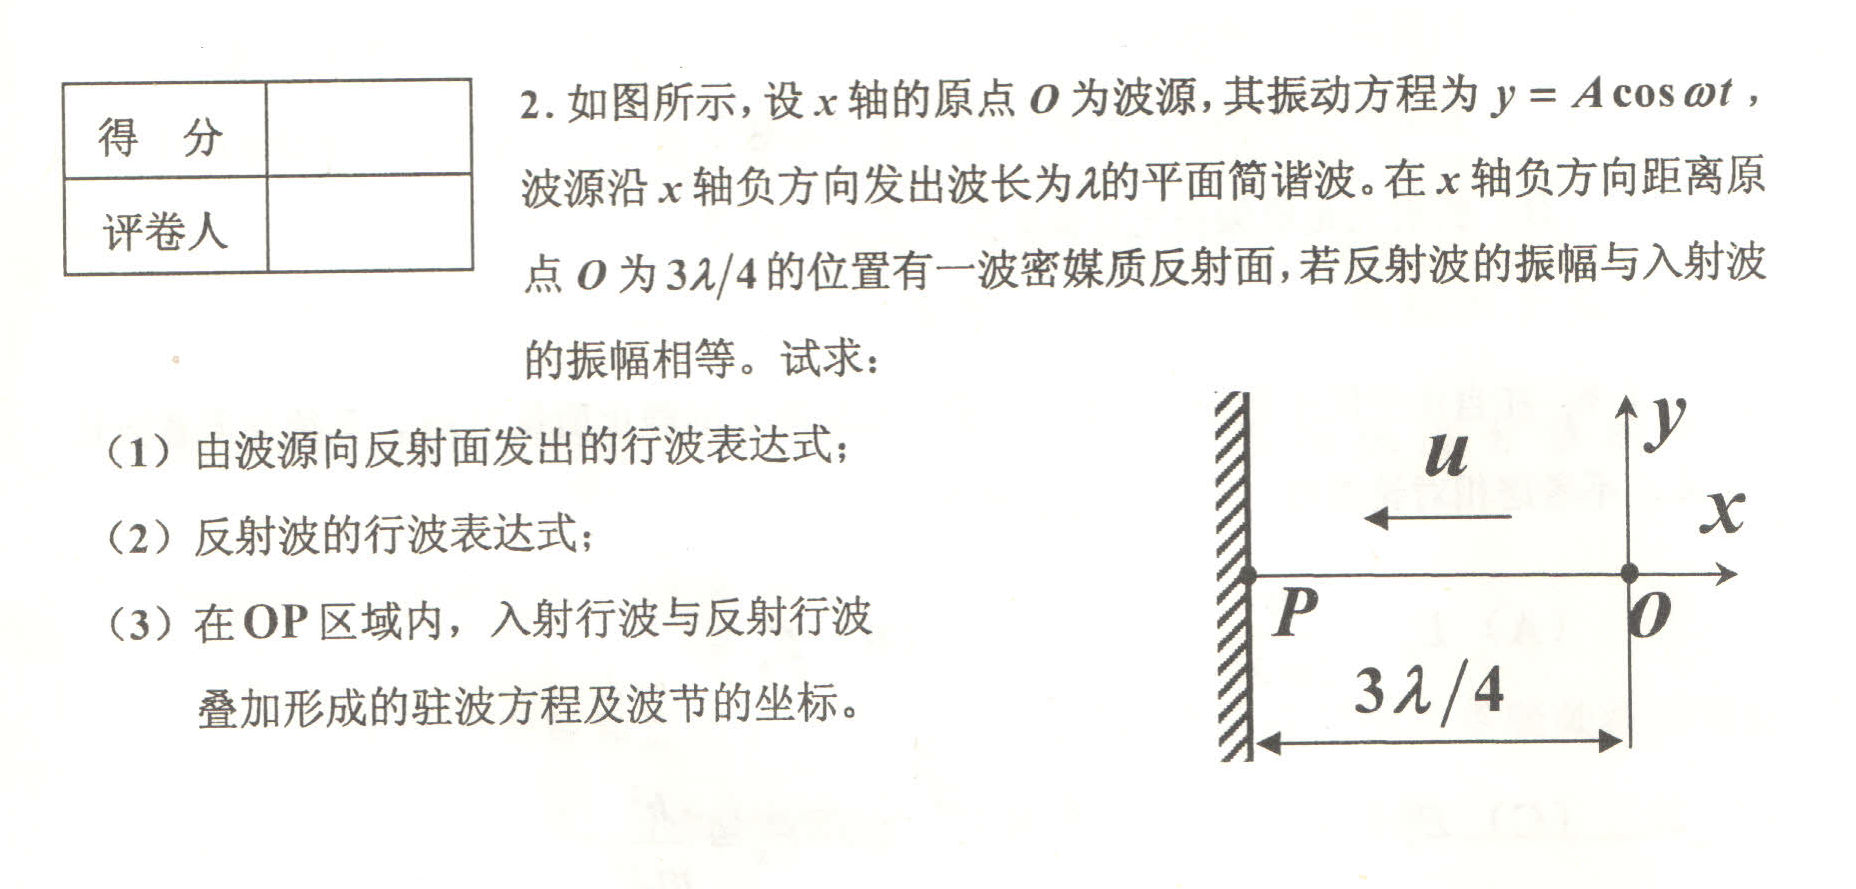 得 分
评卷人
2. 如图所示，设 x 轴的原点 O 为波源，其振动方程为 y = A cos ωt，
波源沿 x 轴负方向发出波长为λ的平面简谐波。在 x 轴负方向距离原
点 O 为 3λ/4 的位置有一波密媒质反射面，若反射波的振幅与入射波
的振幅相等。试求：
（1）由波源向反射面发出的行波表达式；
（2）反射波的行波表达式；
（3）在 OP 区域内，入射行波与反射行波
叠加形成的驻波方程及波节的坐标。
y
u
x
P
O
3λ/4